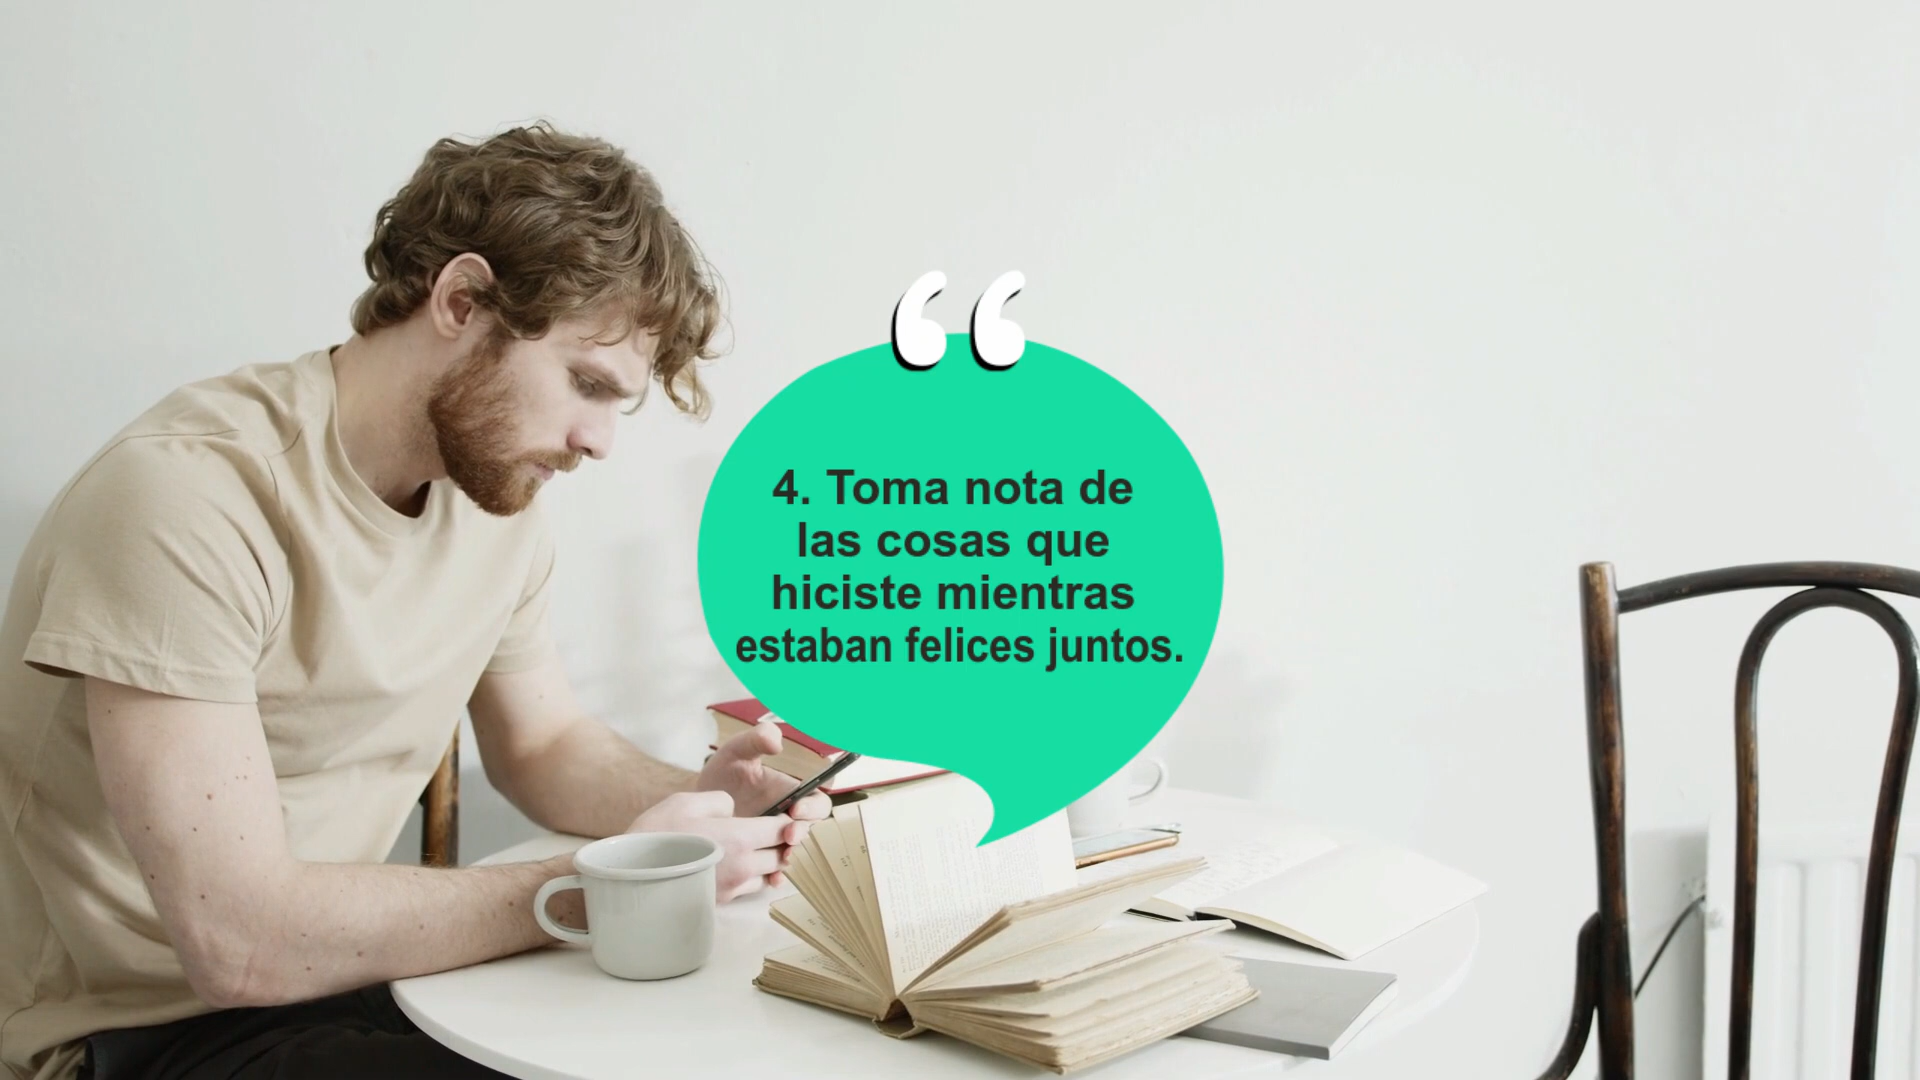 4. Toma nota de
las cosas que
hiciste mientras
estaban felices juntos.